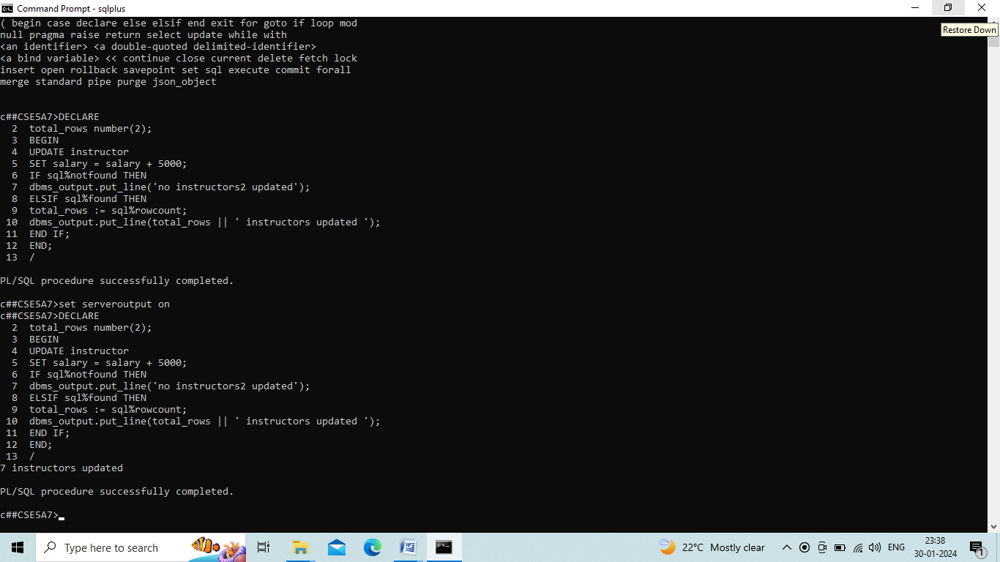 Command Prompt - sqlplus
( begin case declare else elsif end exit for goto if loop mod
null pragma raise return select update while with
<an identifier> <a double-quoted delimited-identifier>
<a bind variable> << continue close current delete fetch lock
insert open rollback savepoint set sql execute commit forall
merge standard pipe purge json_object
Restore Down
c##CSE5A7>DECLARE
2 total_rows number(2);
3 BEGIN
4 UPDATE instructor
5 SET salary = salary + 5000;
6 IF sql%notfound THEN
7 dbms_output.put_line('no instructors2 updated');
8 ELSIF sql%found THEN
9 total_rows := sql%rowcount;
10 dbms_output.put_line(total_rows || ' instructors updated ');
11 END IF;
12 END;
13 /
PL/SQL procedure successfully completed.
c##CSE5A7>set serveroutput on
c##CSE5A7>DECLARE
2 total_rows number(2);
3 BEGIN
4 UPDATE instructor
5 SET salary = salary + 5000;
6 IF sql%notfound THEN
7 dbms_output.put_line('no instructors2 updated');
8 ELSIF sql%found THEN
9 total_rows := sql%rowcount;
10 dbms_output.put_line(total_rows || ' instructors updated ');
11 END IF;
12 END;
13 /
7 instructors updated
PL/SQL procedure successfully completed.
c##CSE5A7>
Type here to search
22°C Mostly clear
ENG
23:38
30-01-2024
1